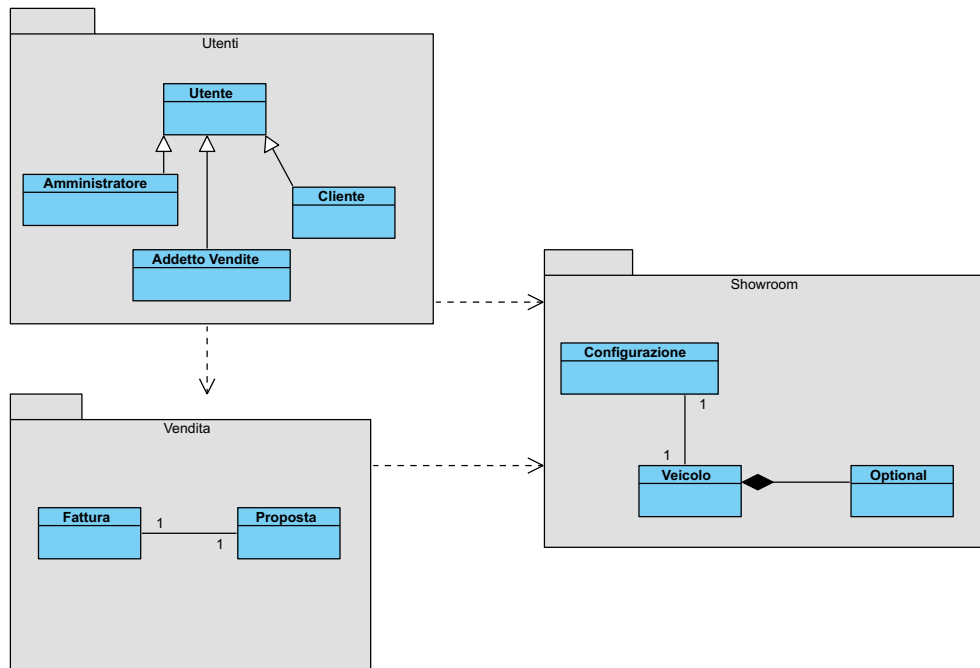 Utenti
Utente
Amministratore
Cliente
Addetto Vendite
Showroom
Configurazione
1
1
Veicolo
Optional
Vendita
Fattura
1
1
Proposta